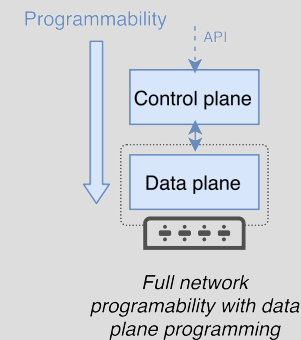 Programmability
API
Control plane
Data plane
Full network
programability with data
plane programming